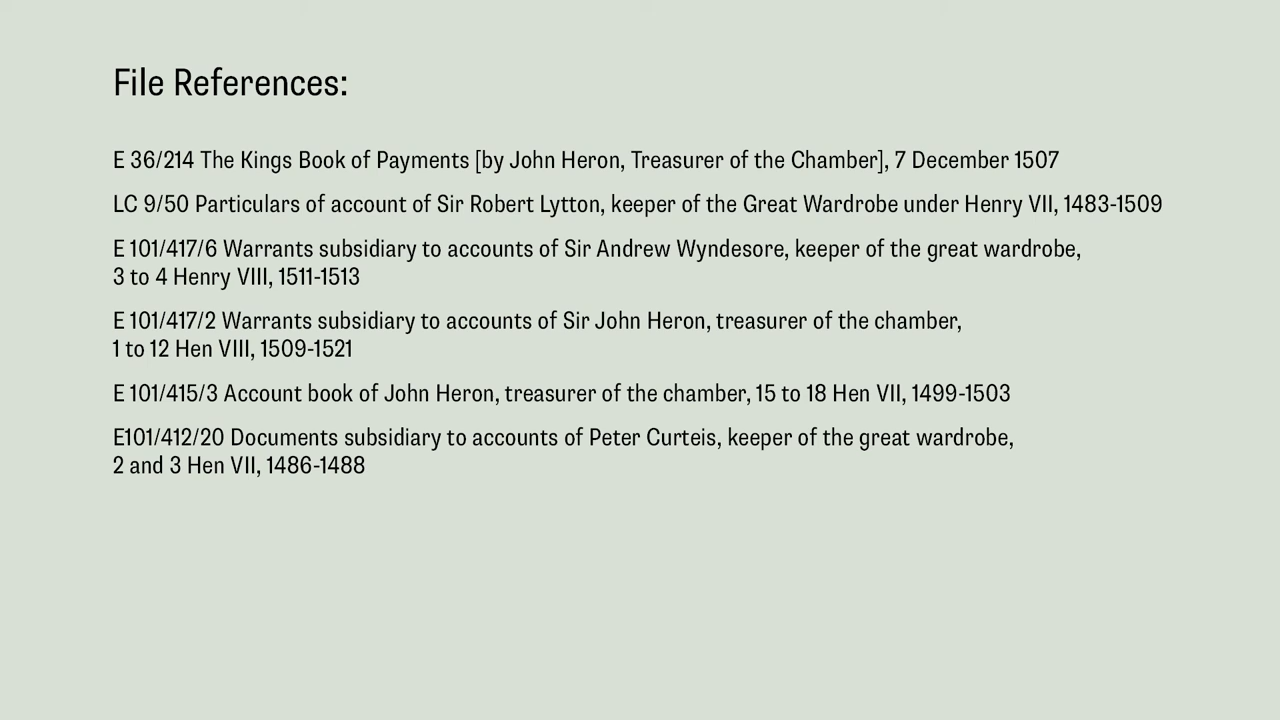 File References:
E 36/214 The Kings Book of Payments [by John Heron, Treasurer of the Chamber], 7 December 1507
LC 9/50 Particulars of account of Sir Robert Lytton, keeper of the Great Wardrobe under Henry VII, 1483-1509
E 101/417/6 Warrants subsidiary to accounts of Sir Andrew Wyndesore, keeper of the great wardrobe,
3 to 4 Henry VIII, 1511-1513
E 101/417/2 Warrants subsidiary to accounts of Sir John Heron, treasurer of the chamber,
1 to 12 Hen VIII, 1509-1521
E 101/415/3 Account book of John Heron, treasurer of the chamber, 15 to 18 Hen VII, 1499-1503
E101/412/20 Documents subsidiary to accounts of Peter Curteis, keeper of the great wardrobe,
2 and 3 Hen VII, 1486-1488